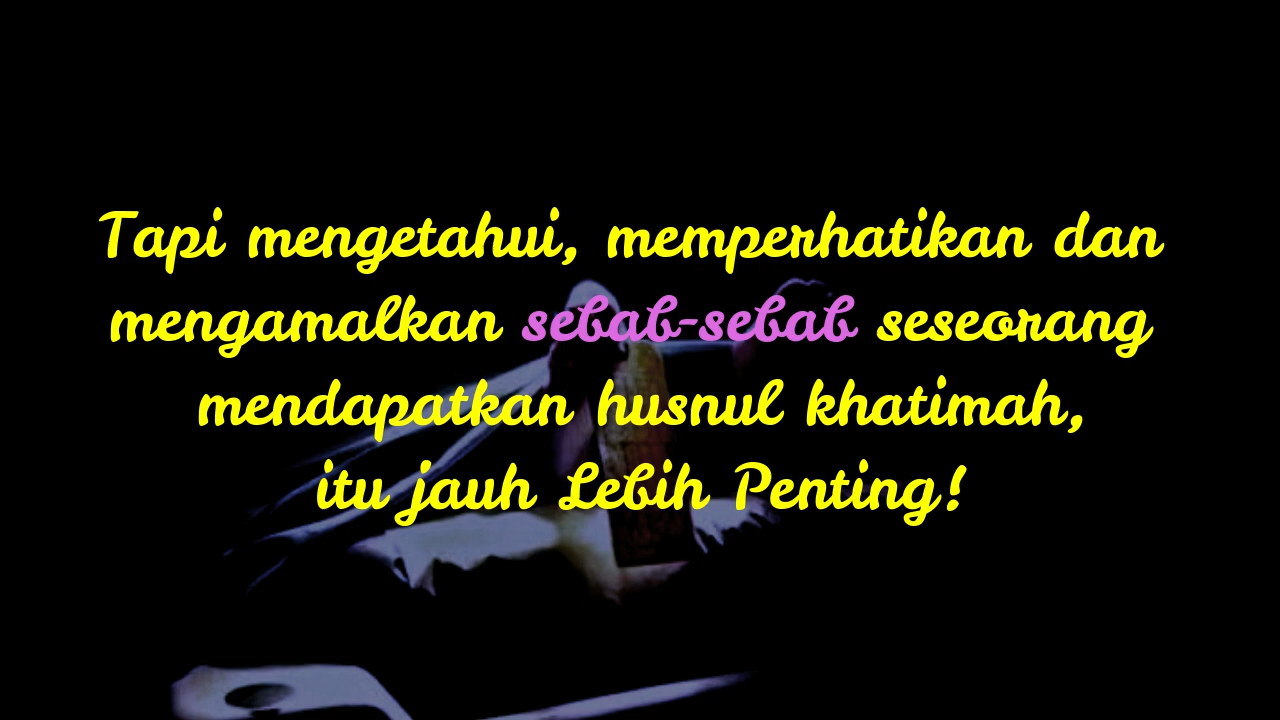 Tapi mengetahui, memperhatikan dan
mengamalkan sebab-sebab seseorang
mendapatkan husnul khatimah,
itu jauh Lebih Penting!